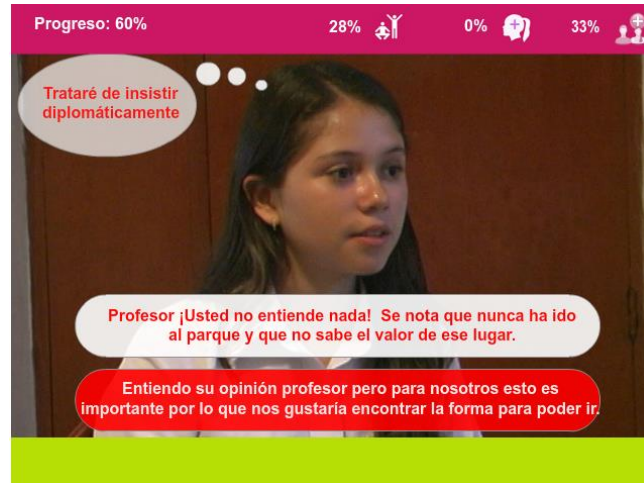 Progreso: 60%
28%
0%
33%
Trataré de insistir
diplomáticamente
Profesor ¡Usted no entiende nada!  Se nota que nunca ha ido
al parque y que no sabe el valor de ese lugar.
Entiendo su opinión profesor pero para nosotros esto es
importante por lo que nos gustaría encontrar la forma para poder ir.